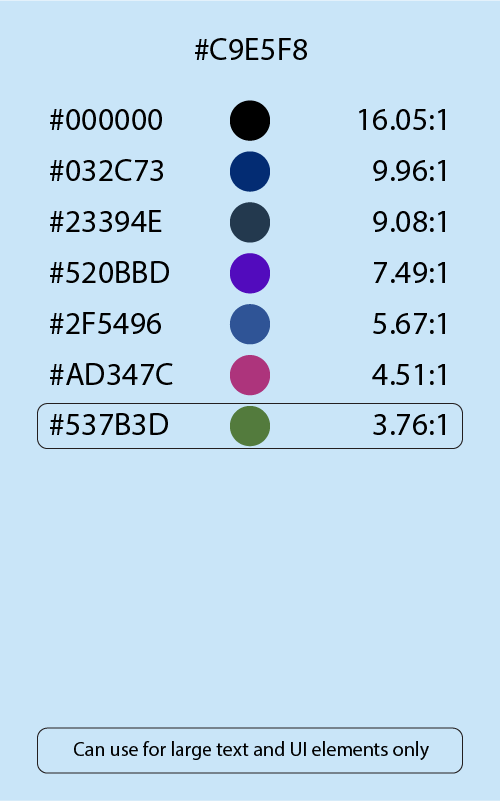 #C9E5F8
#000000 16.05:1
#032C73 9.96:1
#23394E 9.08:1
#520BBD 7.49:1
#2F5496 5.67:1
#AD347C 4.51:1
#537B3D 3.76:1
Can use for large text and UI elements only